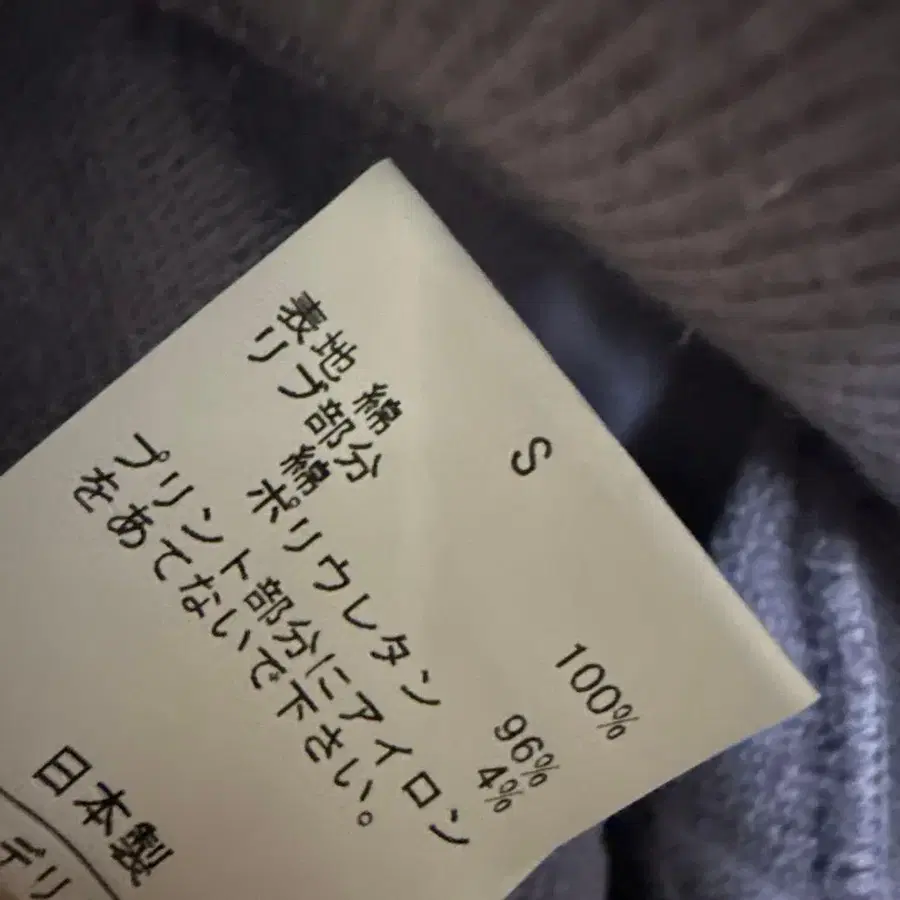 S
表地 綿 100%
リブ部分
綿 96%
ポリウレタン 4%
プリント部分にアイロン
をあてないで下さい。
日本製
デリ